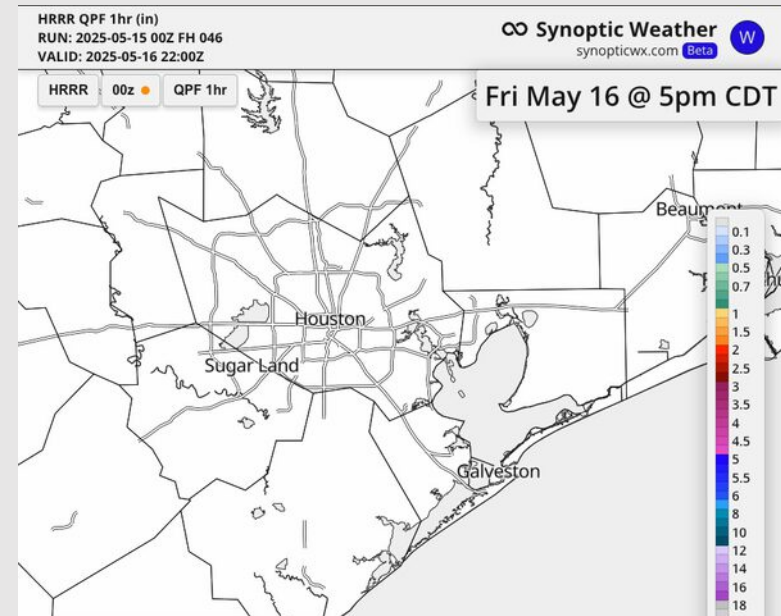 HRRR QPF 1hr (in)
RUN: 2025-05-15 00Z FH 046
VALID: 2025-05-16 22:00Z
Synoptic Weather
synopticwx.com Beta
W
HRRR
00z
QPF 1hr
Fri May 16 @ 5pm CDT
Beaumont
Houston
Sugar Land
Galveston
0.1
0.3
0.5
0.7
1
1.5
2
2.5
3
3.5
4
4.5
5
5.5
6
8
10
12
14
16
18